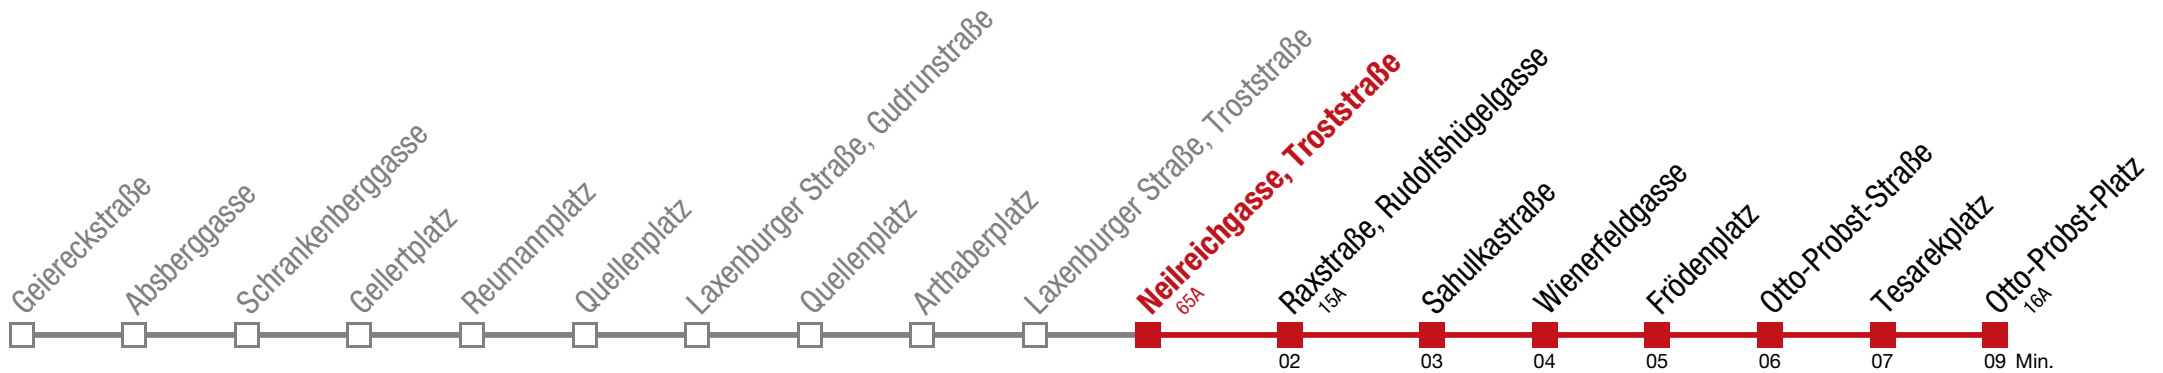 Geiereckstraße
Absberggasse
Schrankenberggasse
Gellertplatz
Reumannplatz
Quellenplatz
Laxenburger Straße, Gudrunstraße
Quellenplatz
Arthaberplatz
Laxenburger Straße, Troststraße
Neilreichgasse, Troststraße
65A
Raxstraße, Rudolfshügelgasse
15A
Sahulkastraße
Wienerfeldgasse
Frödenplatz
Otto-Probst-Straße
Tesarekplatz
Otto-Probst-Platz
16A
02 03 04 05 06 07 09 Min.